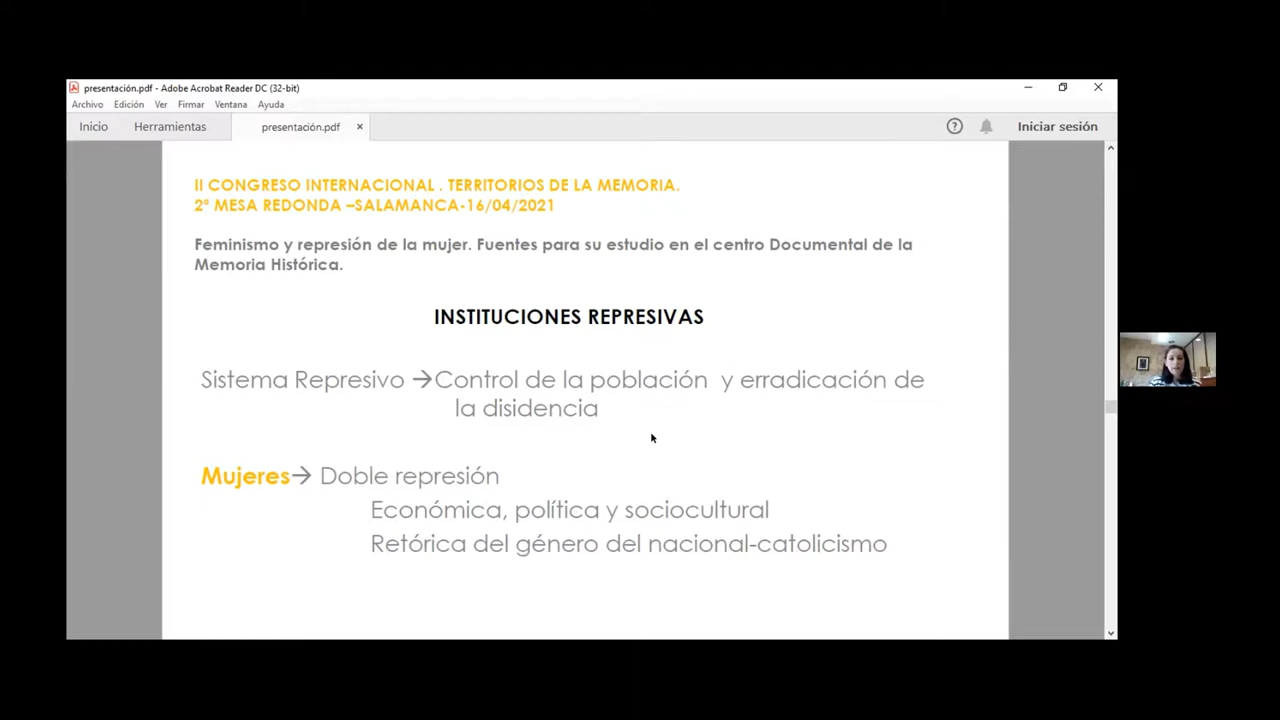 presentación.pdf - Adobe Acrobat Reader DC (32-bit)
Archivo Edición Ver Firmar Ventana Ayuda
Inicio Herramientas presentación.pdf × ? Iniciar sesión
II CONGRESO INTERNACIONAL . TERRITORIOS DE LA MEMORIA.
2ª MESA REDONDA –SALAMANCA-16/04/2021
Feminismo y represión de la mujer. Fuentes para su estudio en el centro Documental de la
Memoria Histórica.
INSTITUCIONES REPRESIVAS
Sistema Represivo →Control de la población y erradicación de
la disidencia
Mujeres→ Doble represión
Económica, política y sociocultural
Retórica del género del nacional-catolicismo